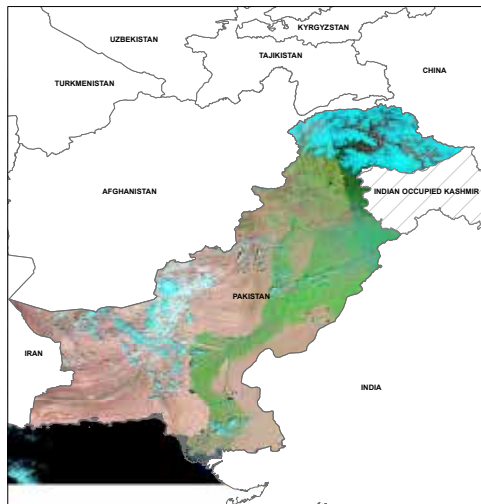 UZBEKISTAN
KYRGYZSTAN
TAJIKISTAN
CHINA
TURKMENISTAN
AFGHANISTAN
INDIAN OCCUPIED KASHMIR
PAKISTAN
IRAN
INDIA